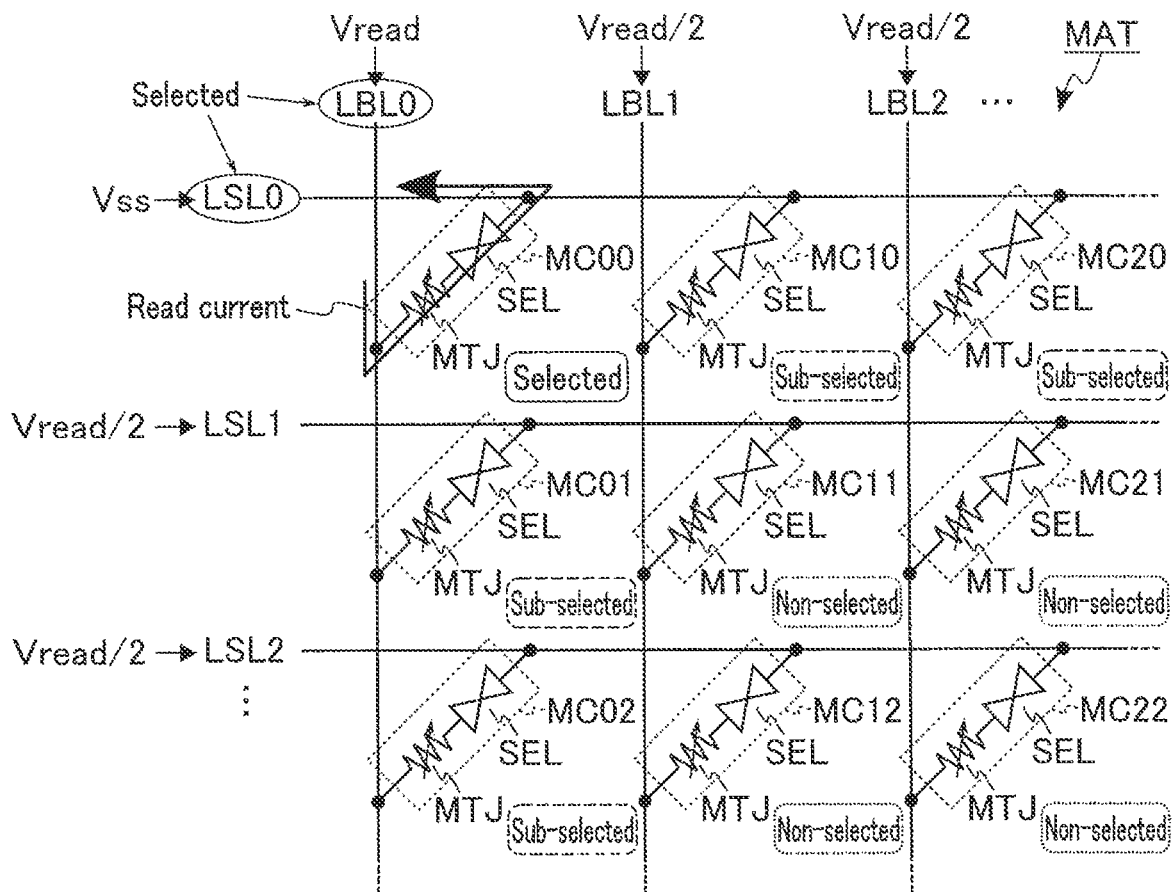 Vread Vread/2 Vread/2 MAT
Selected LBL0 LBL1 LBL2 ...
Vss LSL0
MC00 MC10 MC20
SEL SEL SEL
Read current
MTJ MTJ MTJ
Selected Sub-selected Sub-selected
Vread/2 LSL1
MC01 MC11 MC21
SEL SEL SEL
MTJ MTJ MTJ
Sub-selected Non-selected Non-selected
Vread/2 LSL2
MC02 MC12 MC22
SEL SEL SEL
MTJ MTJ MTJ
Sub-selected Non-selected Non-selected